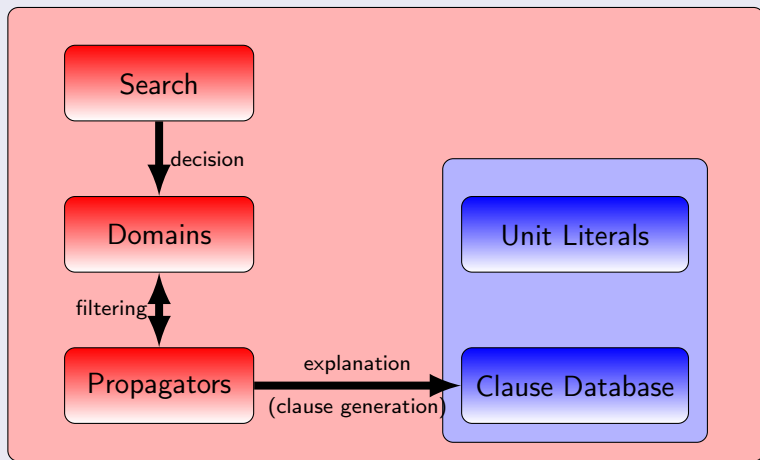 Search
decision
Domains
Unit Literals
filtering
Propagators
explanation
(clause generation)
Clause Database